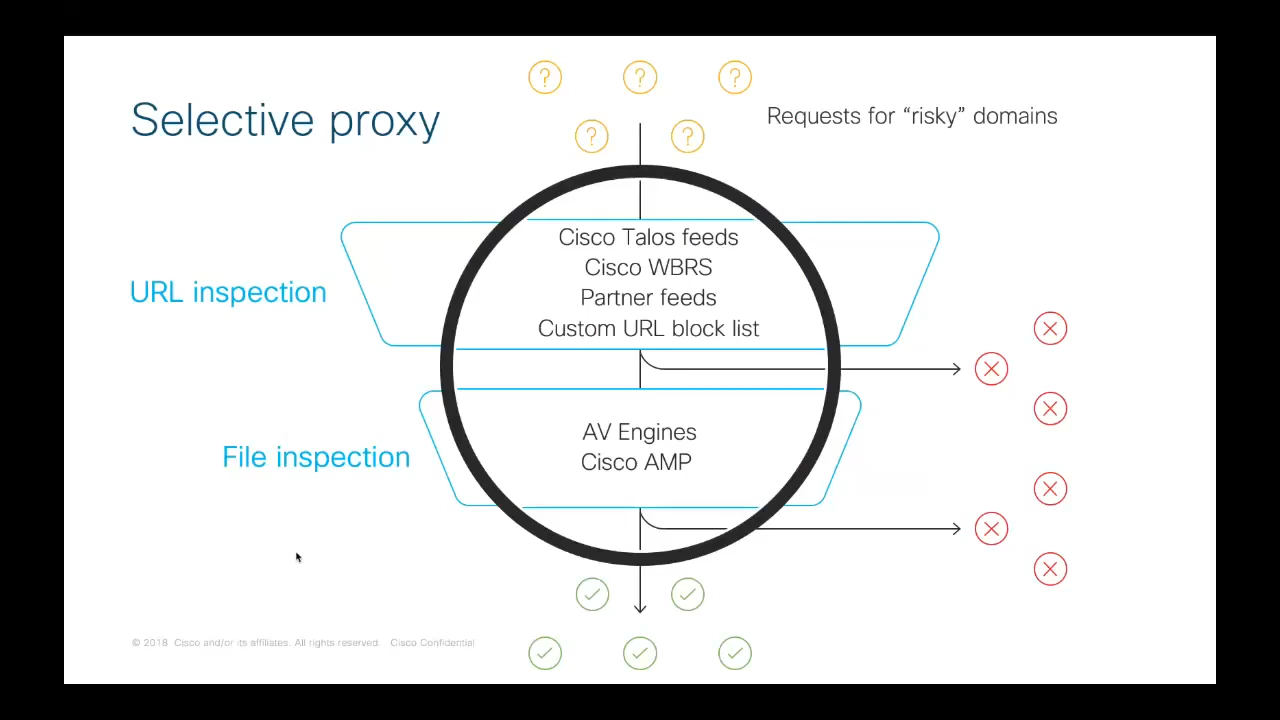 Selective proxy
Requests for “risky” domains
URL inspection
Cisco Talos feeds
Cisco WBRS
Partner feeds
Custom URL block list
File inspection
AV Engines
Cisco AMP
© 2018 Cisco and/or its affiliates. All rights reserved. Cisco Confidential